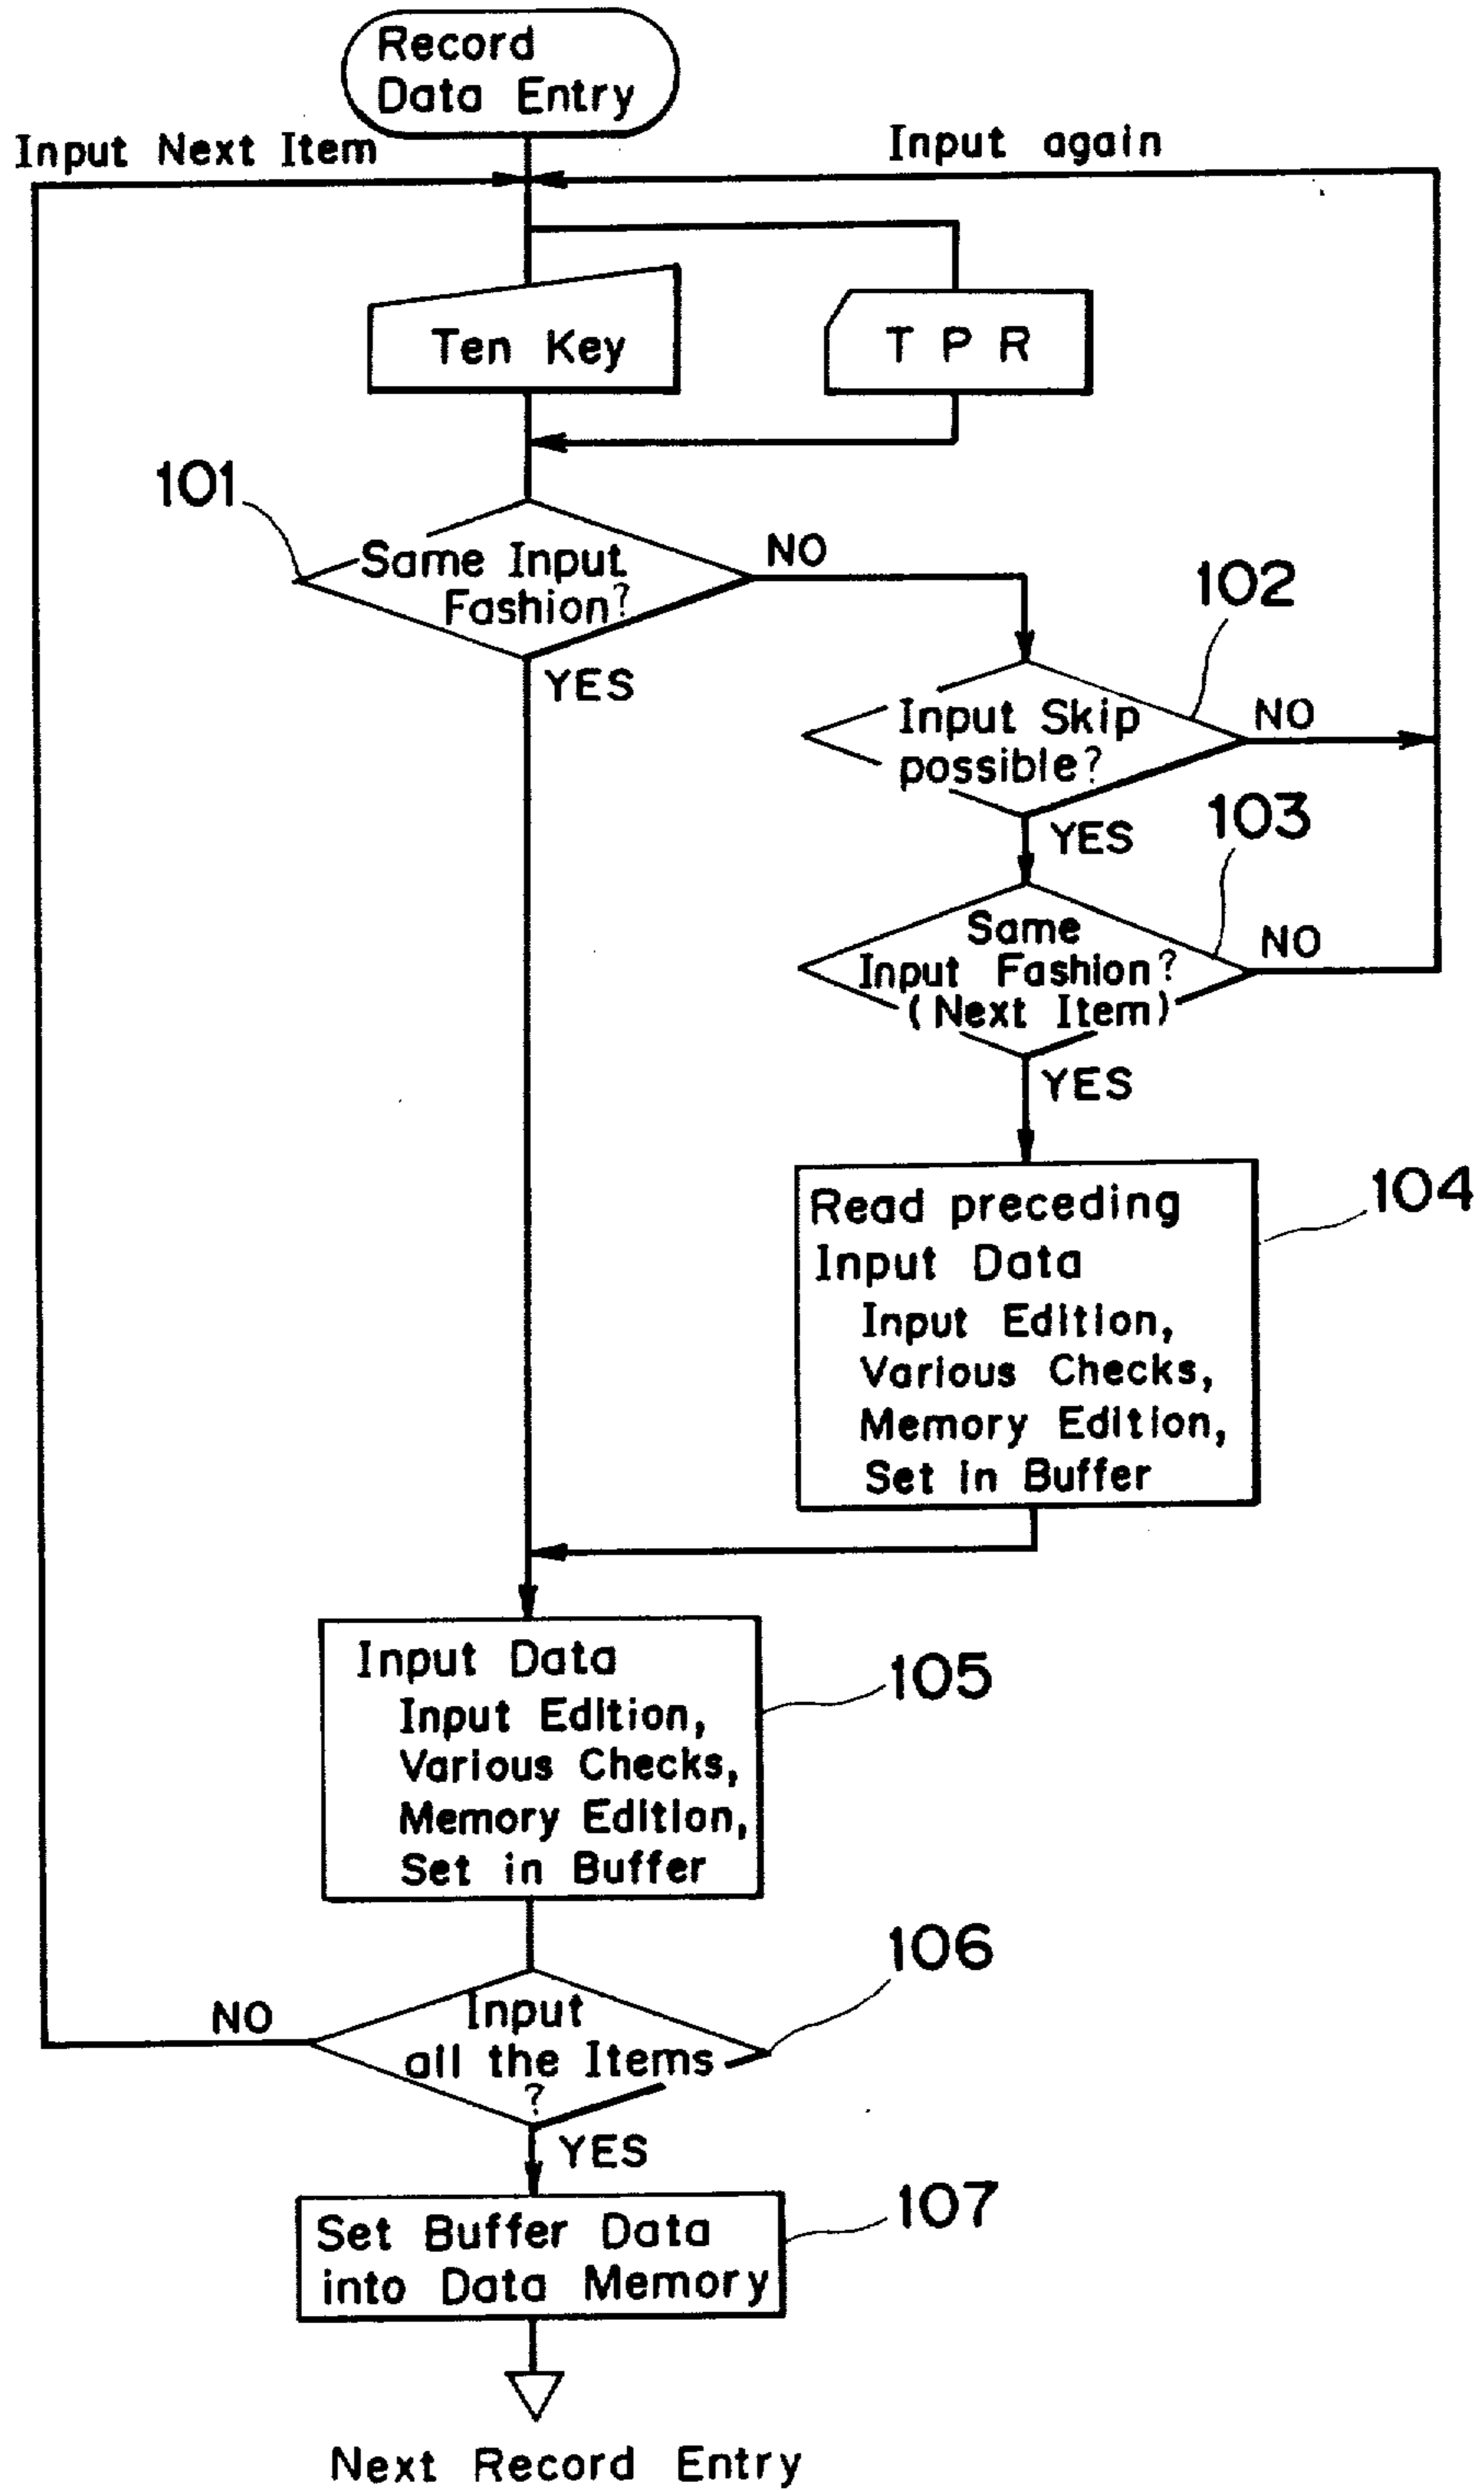 Record
Data Entry
Input Next Item
Input again
Ten Key
T P R
101
Same Input
Fashion?
NO
YES
102
Input Skip
possible?
NO
YES
103
Same
Input Fashion?
(Next Item)
NO
YES
104
Read preceding
Input Data
Input Edition,
Various Checks,
Memory Edition,
Set in Buffer
105
Input Data
Input Edition,
Various Checks,
Memory Edition,
Set in Buffer
106
Input
all the Items
?
NO
YES
107
Set Buffer Data
into Data Memory
Next Record Entry